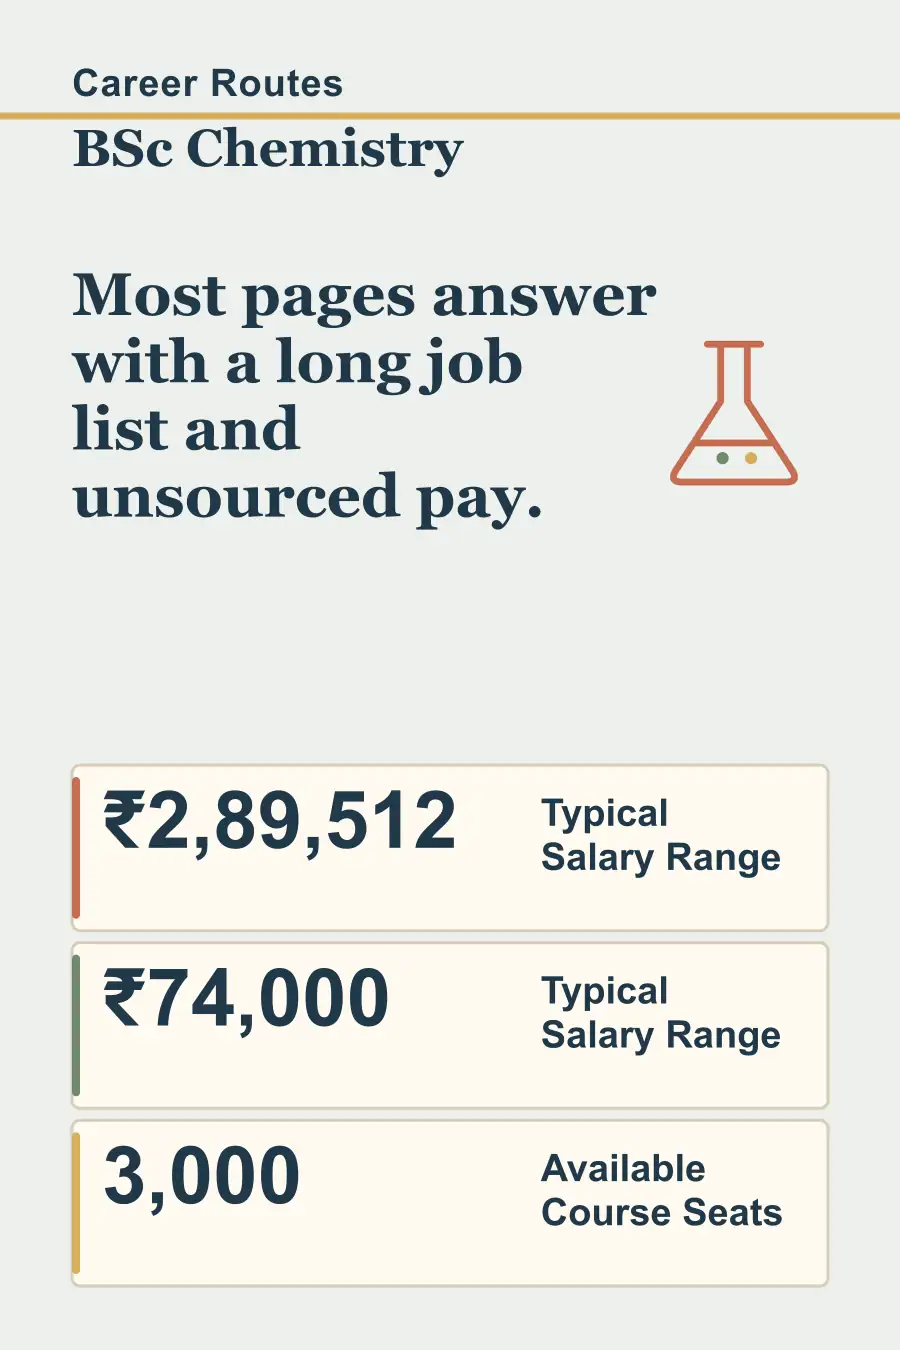 Career Routes
BSc Chemistry
Most pages answer
with a long job
list and
unsourced pay.
₹2,89,512
Typical
Salary Range
₹74,000
Typical
Salary Range
3,000
Available
Course Seats